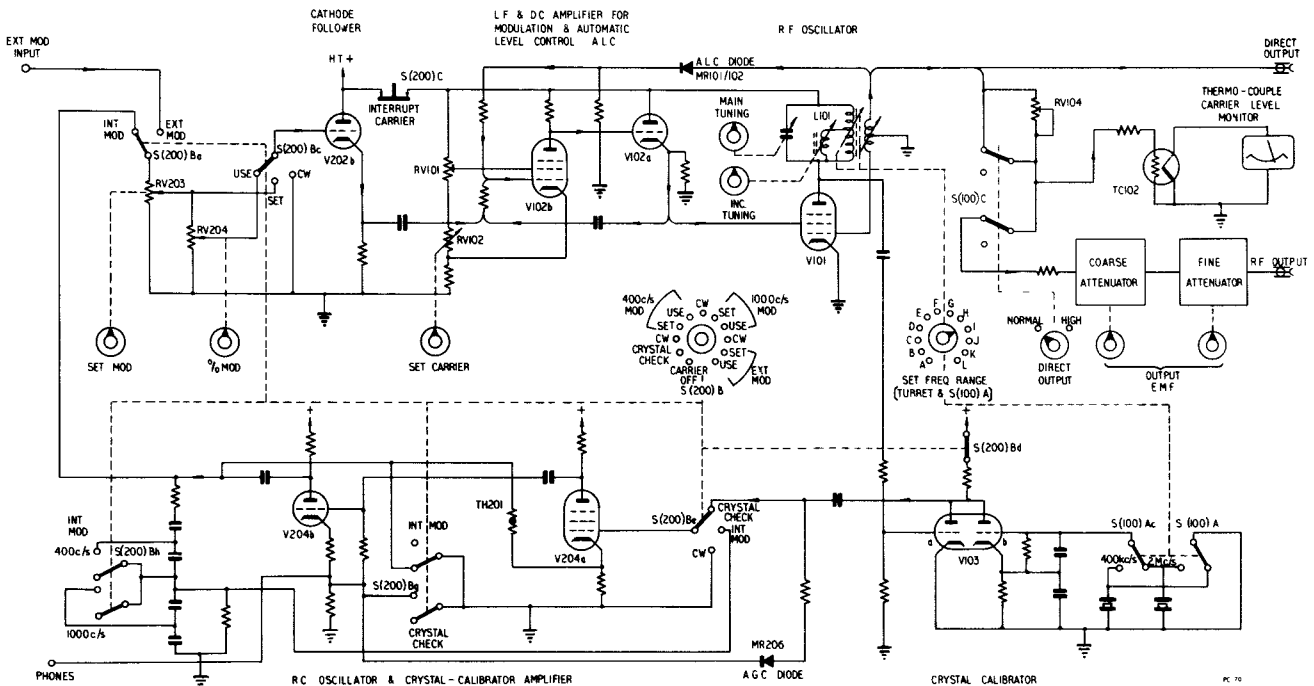 CATHODE
FOLLOWER
L F & DC AMPLIFIER FOR
MODULATION & AUTOMATIC
LEVEL CONTROL A L C
R F OSCILLATOR
EXT MOD
INPUT
HT+
S(200)C
INTERRUPT
CARRIER
A L C DIODE
MR101/102
DIRECT
OUTPUT
INT
MOD
EXT
MOD
S(200)Ba
S(200)Bc
V202b
USE
CW
SET
RV203
RV204
RV101
V102b
V102a
RV102
MAIN
TUNING
INC.
TUNING
L101
V101
RV104
S(100)C
THERMO-COUPLE
CARRIER LEVEL
MONITOR
TC102
COARSE
ATTENUATOR
FINE
ATTENUATOR
RF OUTPUT
SET MOD
% MOD
SET CARRIER
400c/s
MOD
CW
1000c/s
MOD
USE
SET
SET
USE
CW
CW
CRYSTAL
CHECK
SET
USE
EXT
MOD
CARRIER
OFF
S(200)B
A
B
C
D
E
F
G
H
I
J
K
L
SET FREQ RANGE
(TURRET & S(100)A)
NORMAL
HIGH
DIRECT
OUTPUT
OUTPUT
E M F
+
+
+
S(200)Bd
V204b
TH201
V204a
INT MOD
S(200)Be
CRYSTAL
CHECK
INT
MOD
CW
S(200)Bg
CRYSTAL
CHECK
INT
MOD
400c/s
S(200)Bh
1000c/s
a
b
V103
S(100)Ac
S(100)A
400kc/s
2Mc/s
MR206
AGC DIODE
PHONES
RC OSCILLATOR & CRYSTAL-CALIBRATOR AMPLIFIER
CRYSTAL CALIBRATOR
PC 70